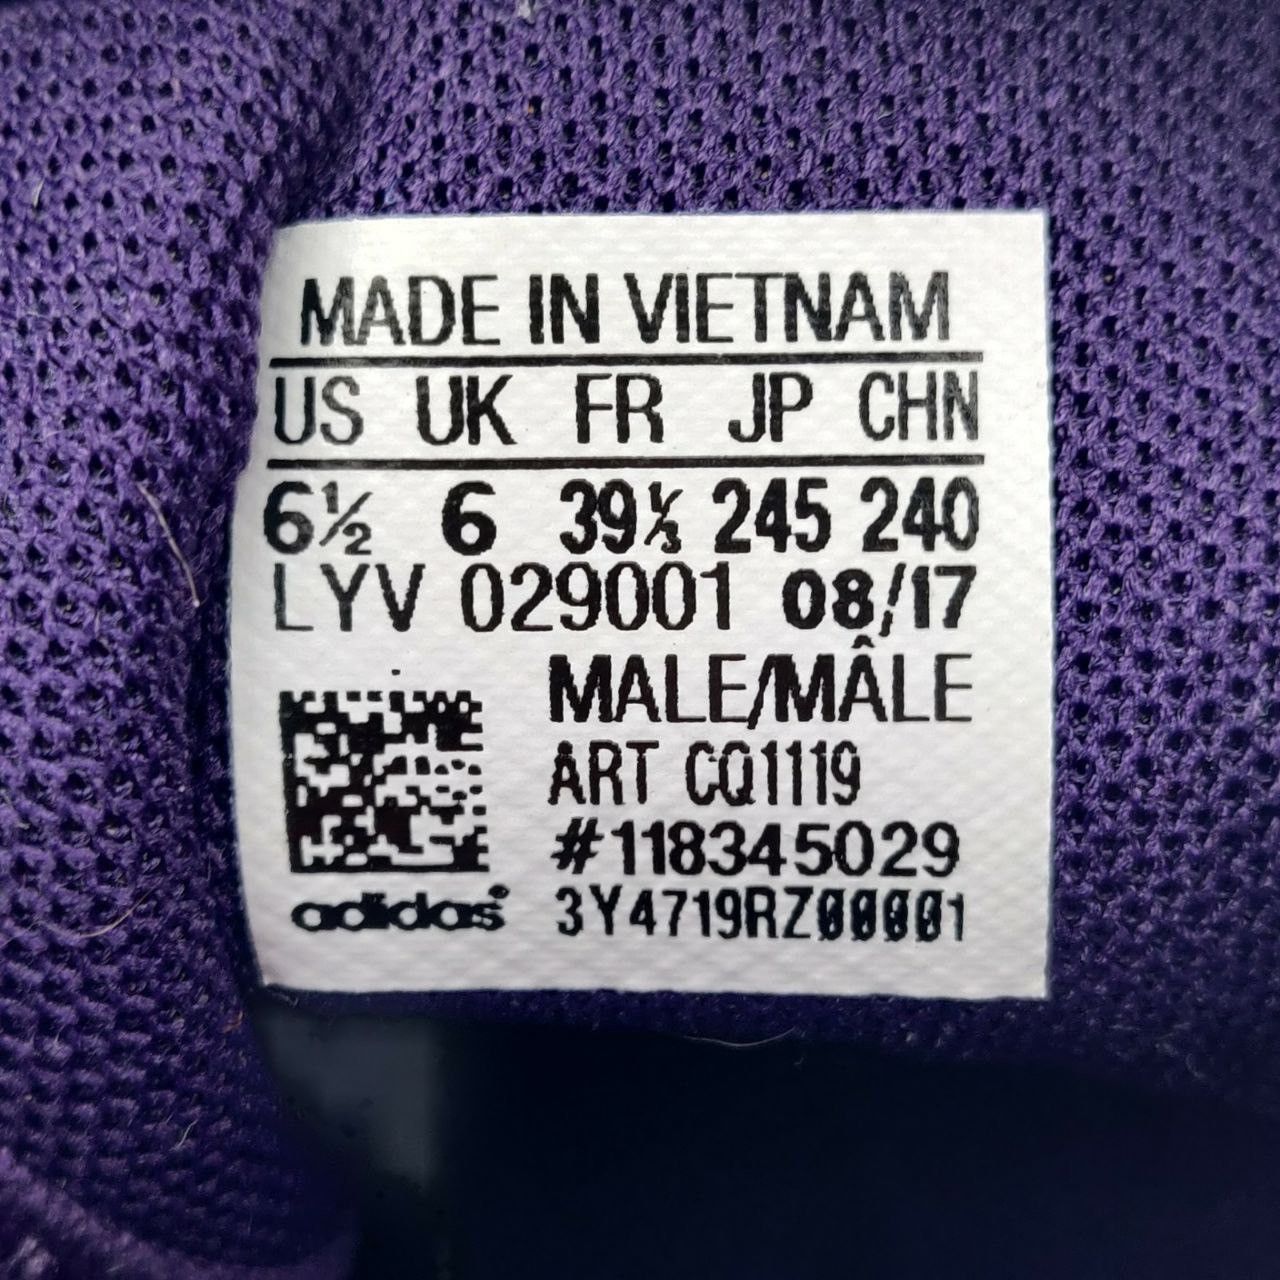 MADE IN VIETNAM
US UK FR JP CHN
6½ 6 39⅓ 245 240
LYV 029001 08/17
MALE/MÂLE
ART CQ1119
#118345029
adidas® 3Y4719RZ00001